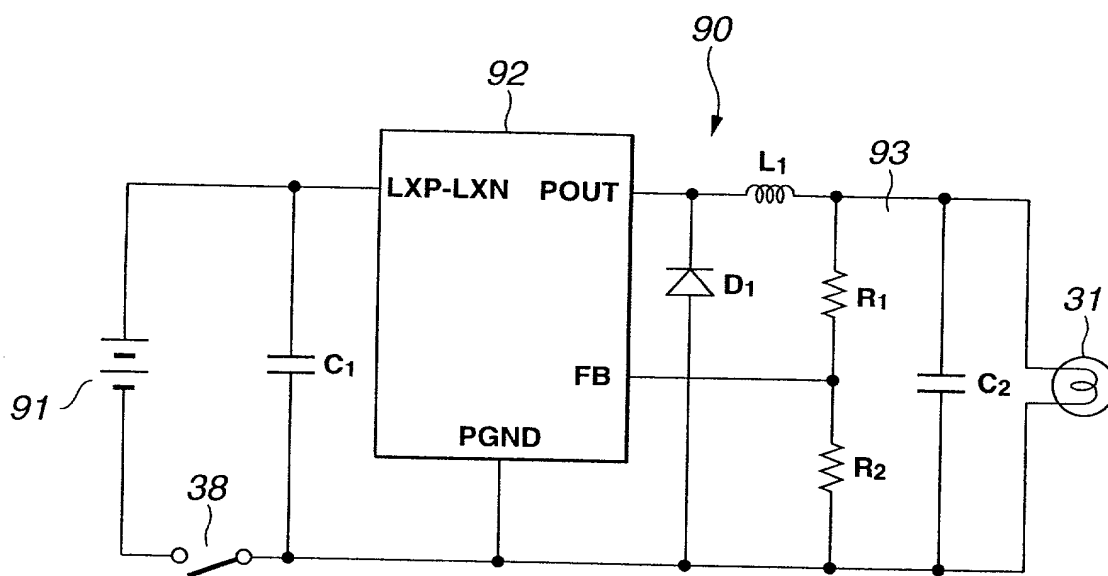 90
92
L1
93
LXP-LXN POUT
D1
R1
31
C1
FB
C2
91
PGND
R2
38